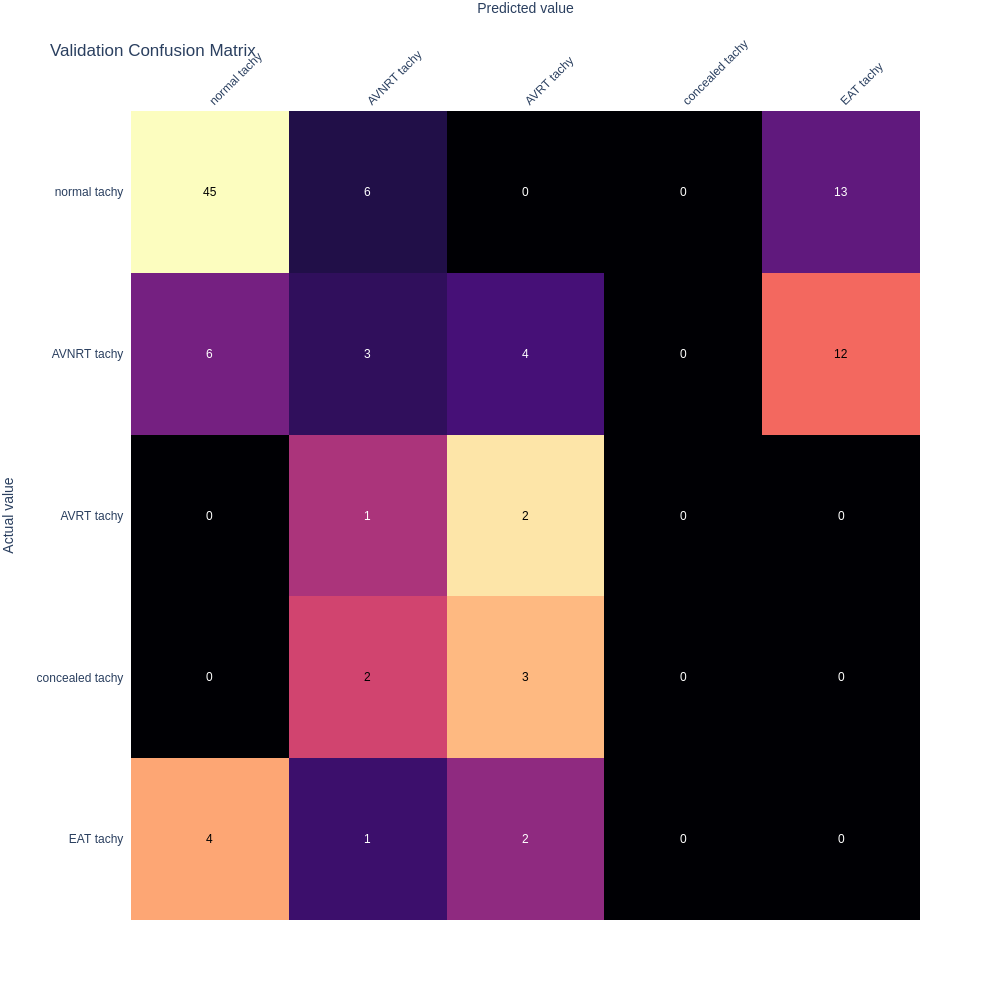 Predicted value
Validation Confusion Matrix
normal tachy AVNRT tachy AVRT tachy concealed tachy EAT tachy
normal tachy 45 6 0 0 13
AVNRT tachy 6 3 4 0 12
AVRT tachy 0 1 2 0 0
concealed tachy 0 2 3 0 0
EAT tachy 4 1 2 0 0
Actual value